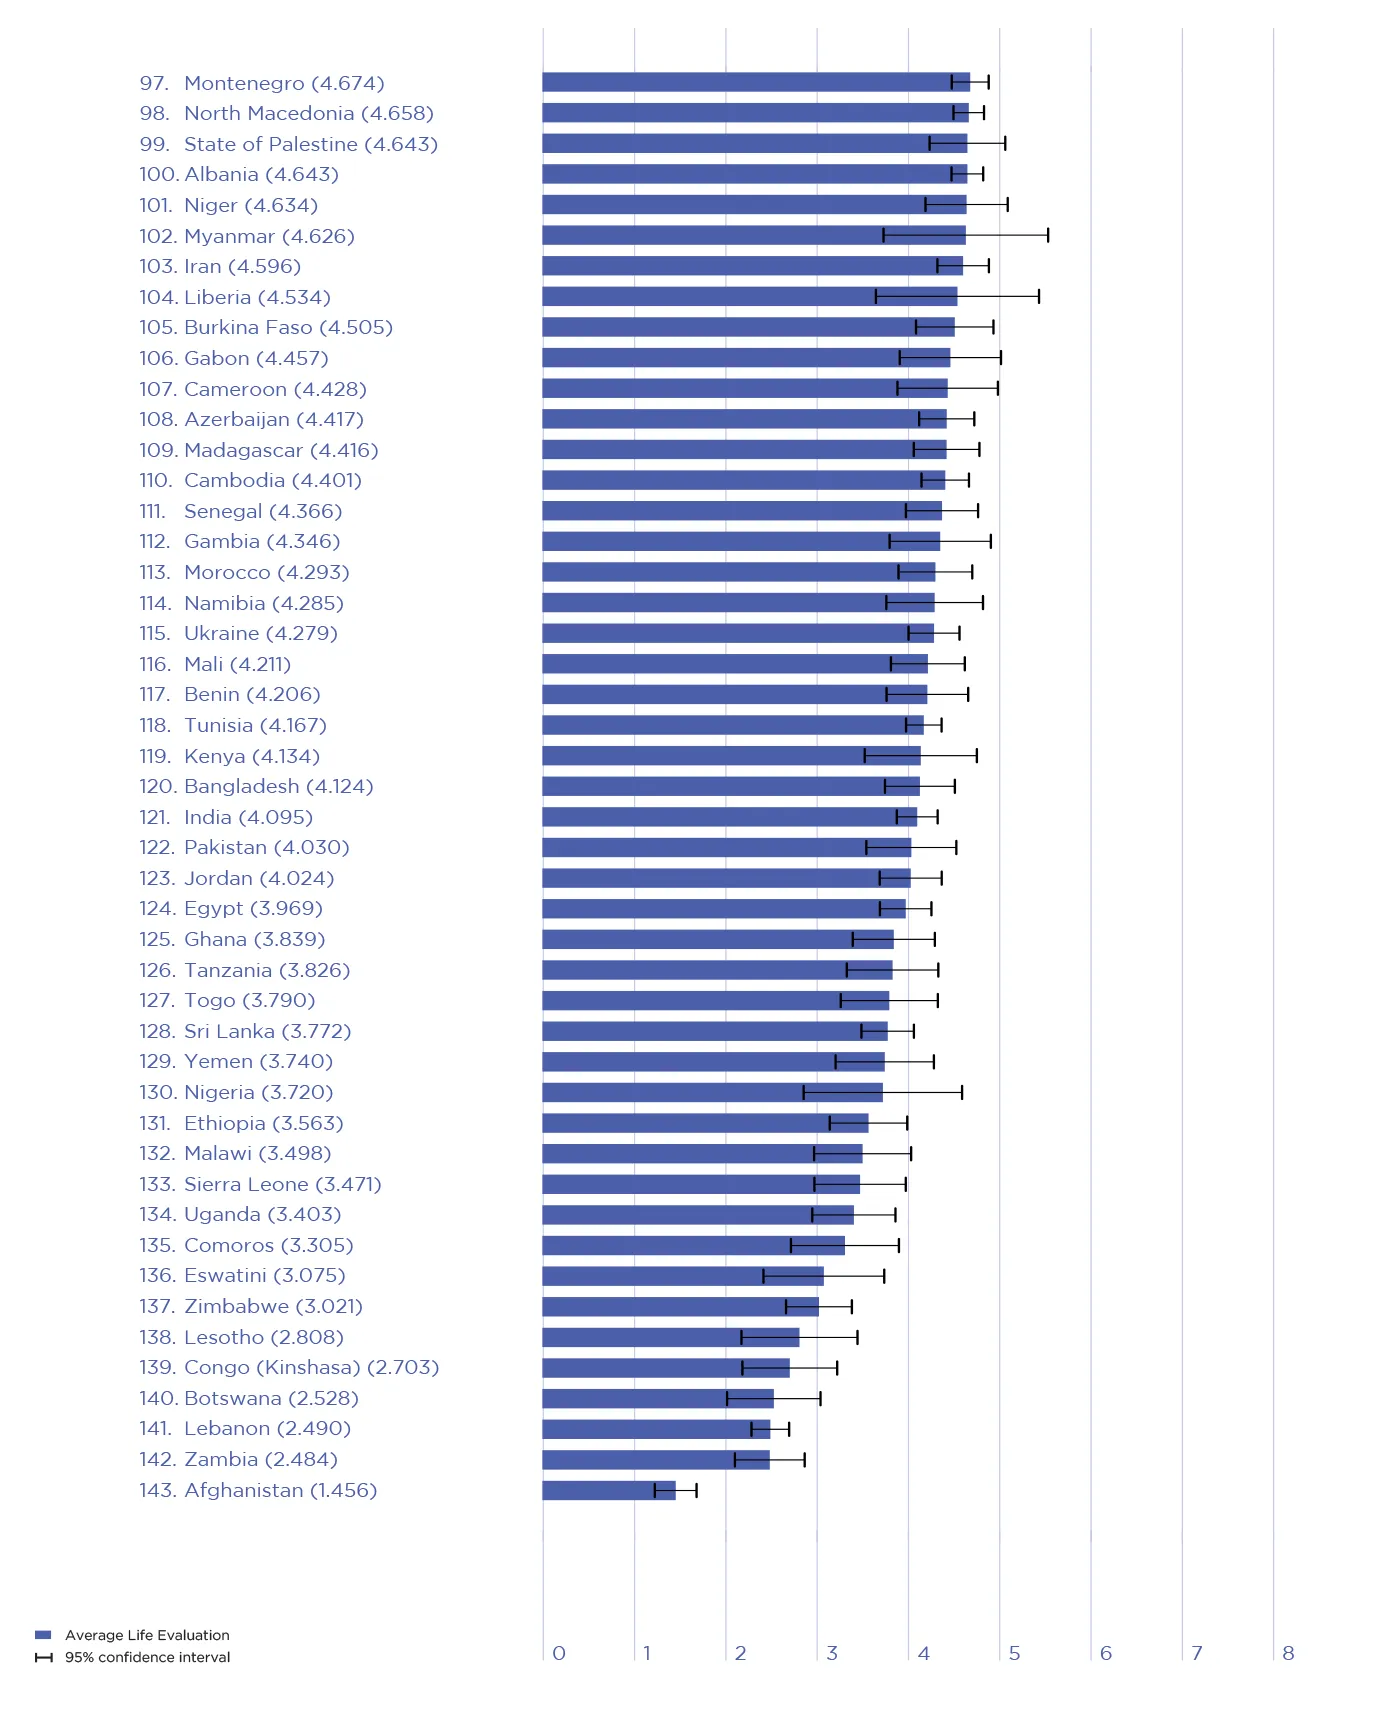 97. Montenegro (4.674)
98. North Macedonia (4.658)
99. State of Palestine (4.643)
100. Albania (4.643)
101. Niger (4.634)
102. Myanmar (4.626)
103. Iran (4.596)
104. Liberia (4.534)
105. Burkina Faso (4.505)
106. Gabon (4.457)
107. Cameroon (4.428)
108. Azerbaijan (4.417)
109. Madagascar (4.416)
110. Cambodia (4.401)
111. Senegal (4.366)
112. Gambia (4.346)
113. Morocco (4.293)
114. Namibia (4.285)
115. Ukraine (4.279)
116. Mali (4.211)
117. Benin (4.206)
118. Tunisia (4.167)
119. Kenya (4.134)
120. Bangladesh (4.124)
121. India (4.095)
122. Pakistan (4.030)
123. Jordan (4.024)
124. Egypt (3.969)
125. Ghana (3.839)
126. Tanzania (3.826)
127. Togo (3.790)
128. Sri Lanka (3.772)
129. Yemen (3.740)
130. Nigeria (3.720)
131. Ethiopia (3.563)
132. Malawi (3.498)
133. Sierra Leone (3.471)
134. Uganda (3.403)
135. Comoros (3.305)
136. Eswatini (3.075)
137. Zimbabwe (3.021)
138. Lesotho (2.808)
139. Congo (Kinshasa) (2.703)
140. Botswana (2.528)
141. Lebanon (2.490)
142. Zambia (2.484)
143. Afghanistan (1.456)
Average Life Evaluation
95% confidence interval
0 1 2 3 4 5 6 7 8